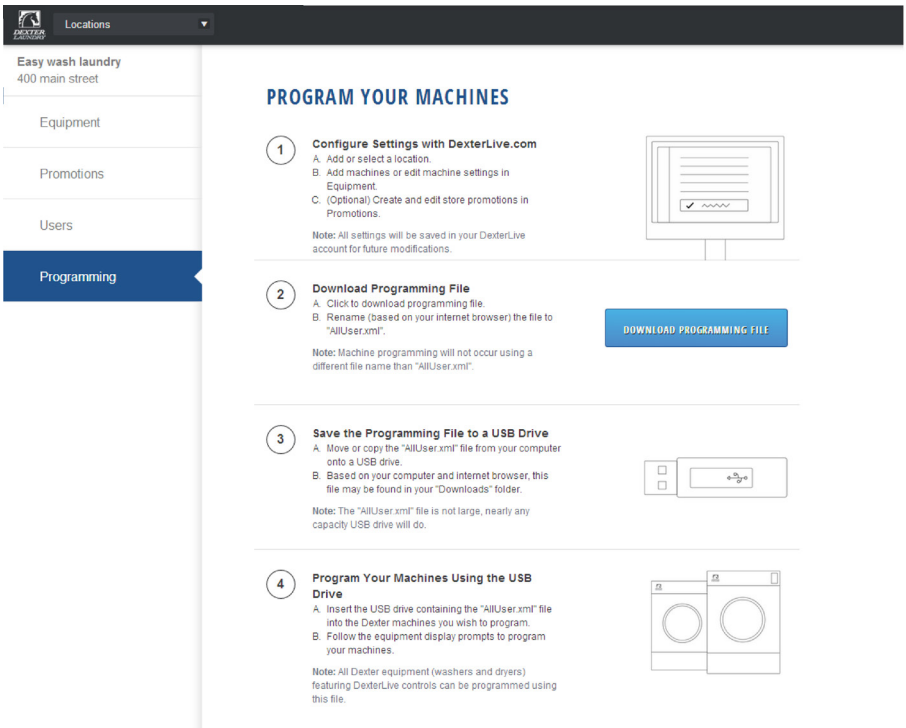 DEXTER
LAUNDRY
Locations
Easy wash laundry
400 main street
Equipment
Promotions
Users
Programming
PROGRAM YOUR MACHINES
1
Configure Settings with DexterLive.com
A. Add or select a location.
B. Add machines or edit machine settings in
Equipment.
C. (Optional) Create and edit store promotions in
Promotions.
Note: All settings will be saved in your DexterLive
account for future modifications.
2
Download Programming File
A. Click to download programming file.
B. Rename (based on your internet browser) the file to
"AllUser.xml".
Note: Machine programming will not occur using a
different file name than "AllUser.xml".
DOWNLOAD PROGRAMMING FILE
3
Save the Programming File to a USB Drive
A. Move or copy the "AllUser.xml" file from your computer
onto a USB drive.
B. Based on your computer and internet browser, this
file may be found in your "Downloads" folder.
Note: The "AllUser.xml" file is not large, nearly any
capacity USB drive will do.
4
Program Your Machines Using the USB
Drive
A. Insert the USB drive containing the "AllUser.xml" file
into the Dexter machines you wish to program.
B. Follow the equipment display prompts to program
your machines.
Note: All Dexter equipment (washers and dryers)
featuring DexterLive controls can be programmed using
this file.